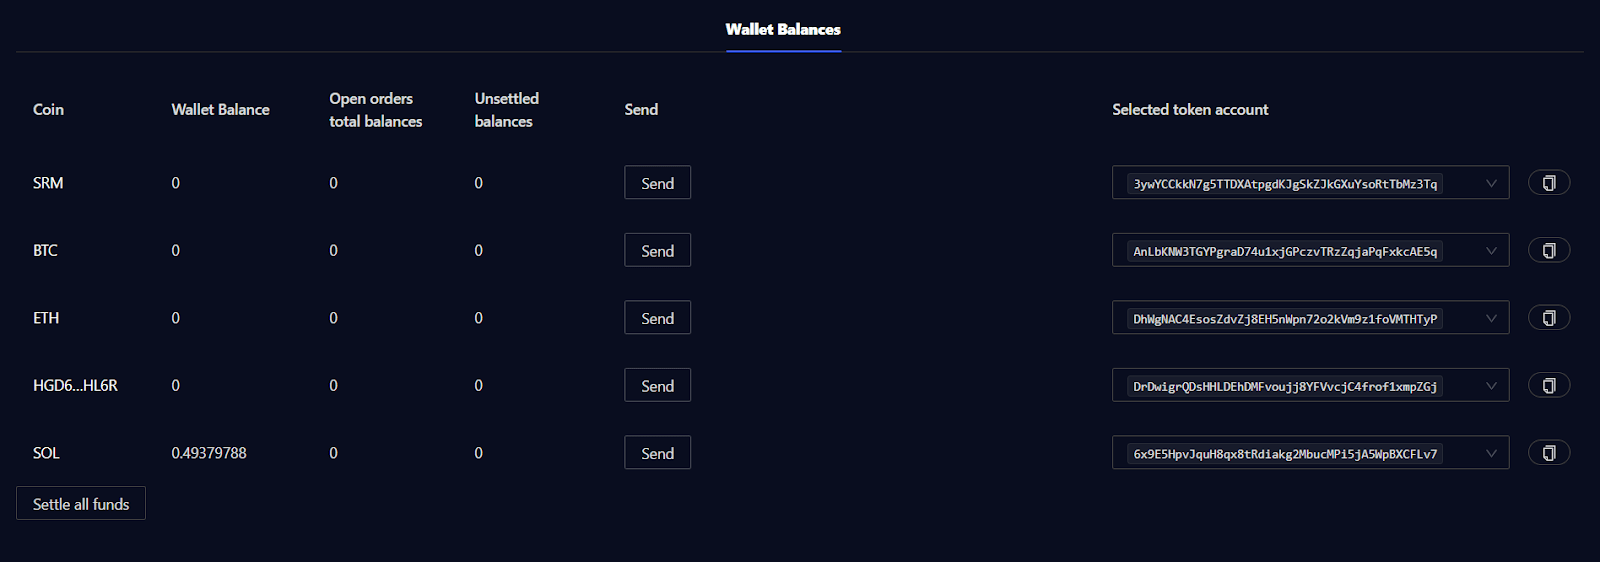 Wallet Balances
Coin Wallet Balance Open orders total balances Unsettled balances Send Selected token account
SRM 0 0 0 Send 3ywYCCkkN7g5TTDXAtpgdKJgSkZJkGXuYsoRtTbMz3Tq
BTC 0 0 0 Send AnLbKNW3TGYPgraD74u1xjGPczvTRzZqjaPqFxkcAE5q
ETH 0 0 0 Send DhWgNAC4EsosZdvZj8EH5nWpn72o2kVm9z1foVMTHTyP
HGD6...HL6R 0 0 0 Send DrDwigrQDsHHLDEhDMFvoujj8YFVvcjC4frof1xmpZGj
SOL 0.49379788 0 0 Send 6x9E5HpvJquH8qx8tRdiakg2MbucMPi5jA5WpBXCFLv7
Settle all funds